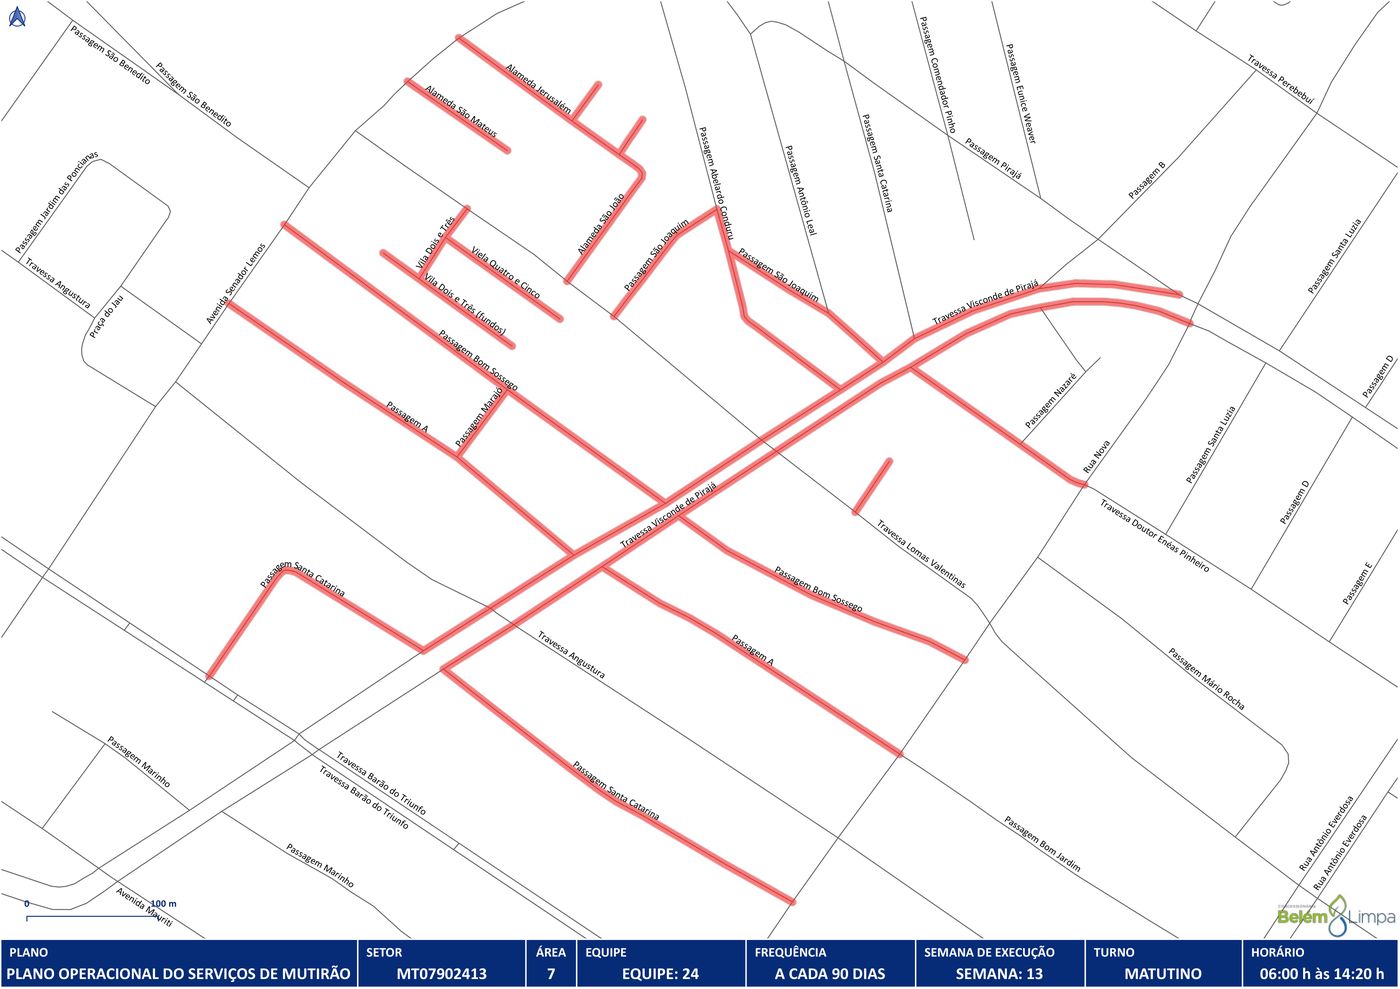 Passagem São Benedito
Passagem São Benedito
Alameda Jerusalém
Alameda São Mateus
Passagem Comendador Pinho
Passagem Eunice Weaver
Travessa Perebebuí
Passagem Abelardo Conduru
Passagem Antônio Leal
Passagem Santa Catarina
Passagem Pirajá
Passagem B
Passagem Jardim das Poncianas
Travessa Angustura
Praça do Jau
Avenida Senador Lemos
Vila Dois e Três
Viela Quatro e Cinco
Vila Dois e Três (fundos)
Alameda São João
Passagem São Joaquim
Passagem São Joaquim
Travessa Visconde de Pirajá
Passagem Santa Luzia
Passagem Bom Sossego
Passagem Marajó
Passagem A
Passagem Nazaré
Rua Nova
Passagem Santa Luzia
Passagem D
Passagem D
Travessa Visconde de Pirajá
Travessa Lomas Valentinas
Travessa Doutor Enéas Pinheiro
Passagem E
Passagem Santa Catarina
Passagem Bom Sossego
Travessa Angustura
Passagem A
Passagem Mário Rocha
Passagem Marinho
Travessa Barão do Triunfo
Travessa Barão do Triunfo
Passagem Santa Catarina
Passagem Bom Jardim
Rua Antônio Everdosa
Rua Antônio Everdosa
Passagem Marinho
Avenida Mauriti
0 100 m
Belém Limpa
PLANO
PLANO OPERACIONAL DO SERVIÇOS DE MUTIRÃO
SETOR
MT07902413
ÁREA
7
EQUIPE
EQUIPE: 24
FREQUÊNCIA
A CADA 90 DIAS
SEMANA DE EXECUÇÃO
SEMANA: 13
TURNO
MATUTINO
HORÁRIO
06:00 h às 14:20 h